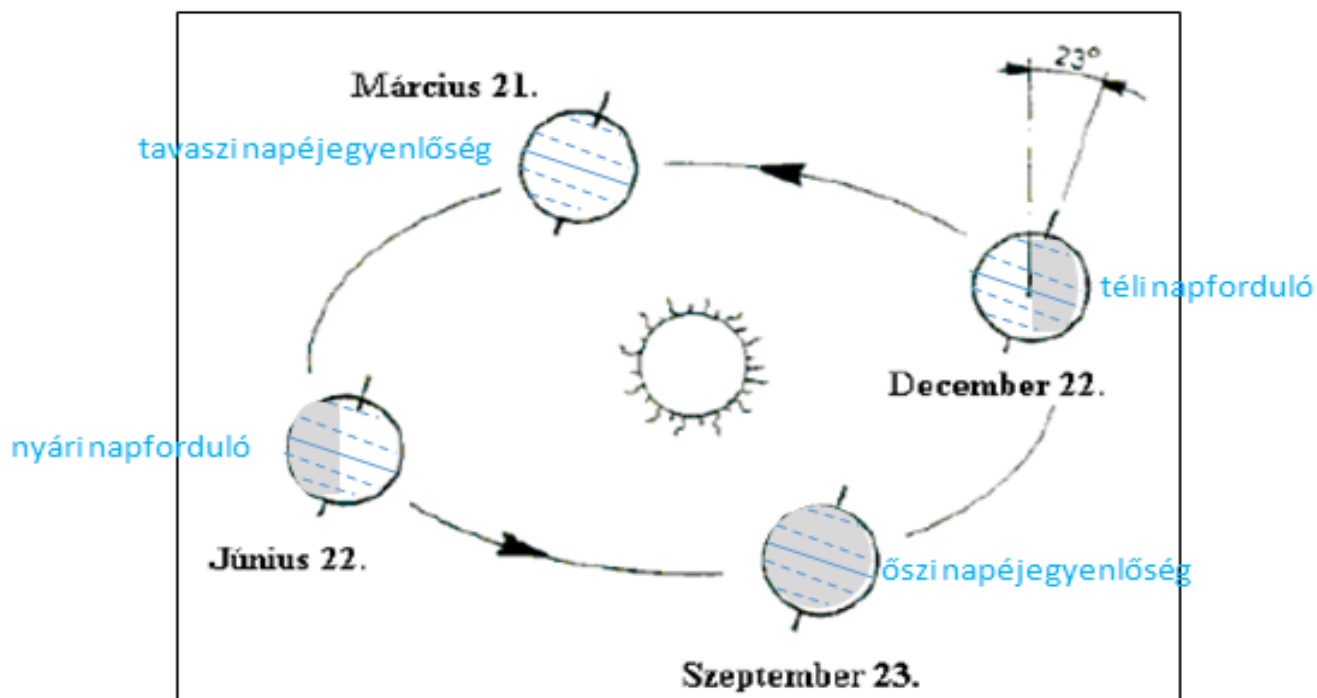 23°
Március 21.
tavaszi napéjegyenlőség
téli napforduló
December 22.
nyári napforduló
Június 22.
őszi napéjegyenlőség
Szeptember 23.